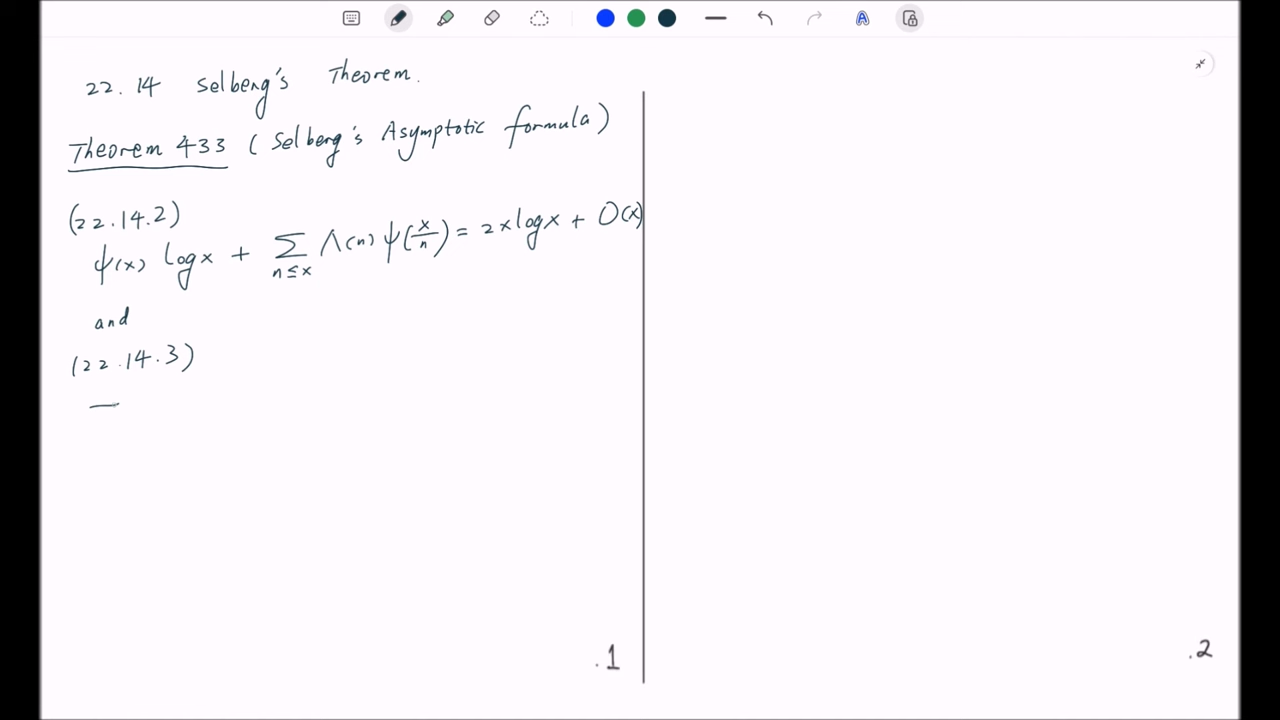 22.14 Selberg's Theorem.
Theorem 433 (Selberg's Asymptotic formula)
(22.14.2)
ψ(x) log x + ∑_{n≤x} Λ(n) ψ(x/n) = 2x log x + O(x)
and
(22.14.3)
—
.1
.2